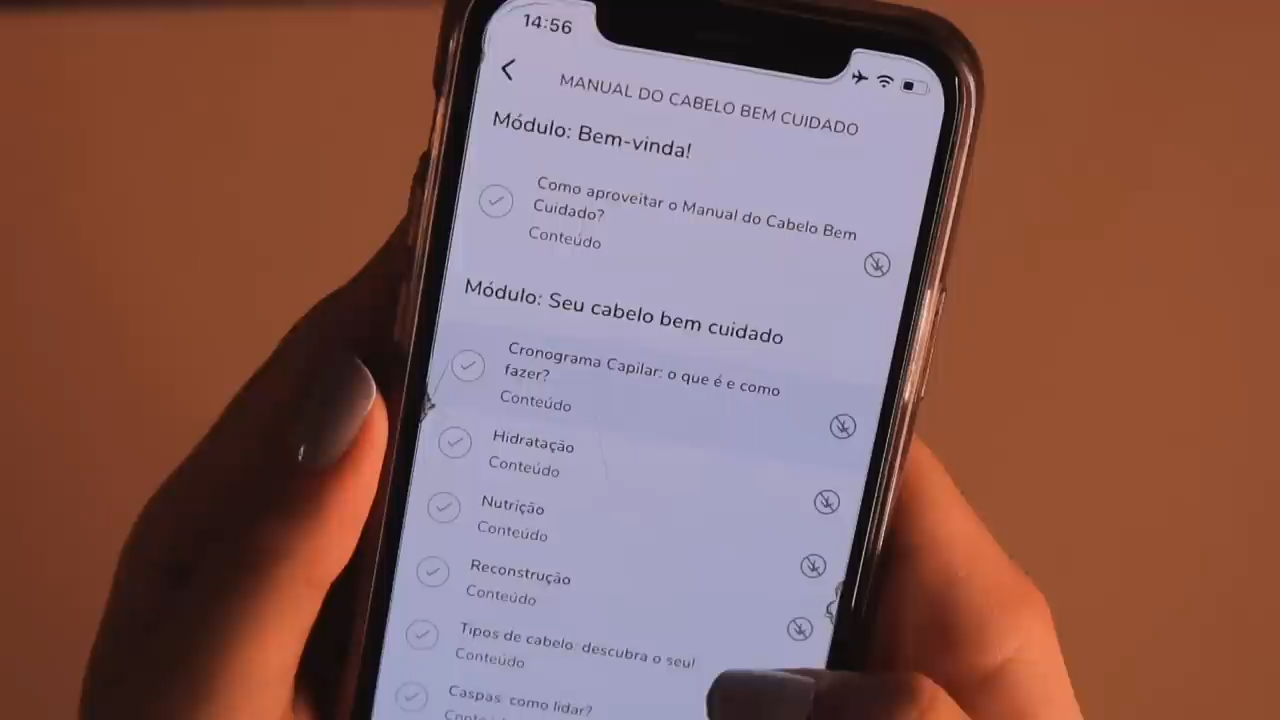 14:56
MANUAL DO CABELO BEM CUIDADO
Módulo: Bem-vinda!
Como aproveitar o Manual do Cabelo Bem
Cuidado?
Conteúdo
Módulo: Seu cabelo bem cuidado
Cronograma Capilar: o que é e como
fazer?
Conteúdo
Hidratação
Conteúdo
Nutrição
Conteúdo
Reconstrução
Conteúdo
Tipos de cabelo: descubra o seu!
Conteúdo
Caspas: como lidar?
Conteúdo